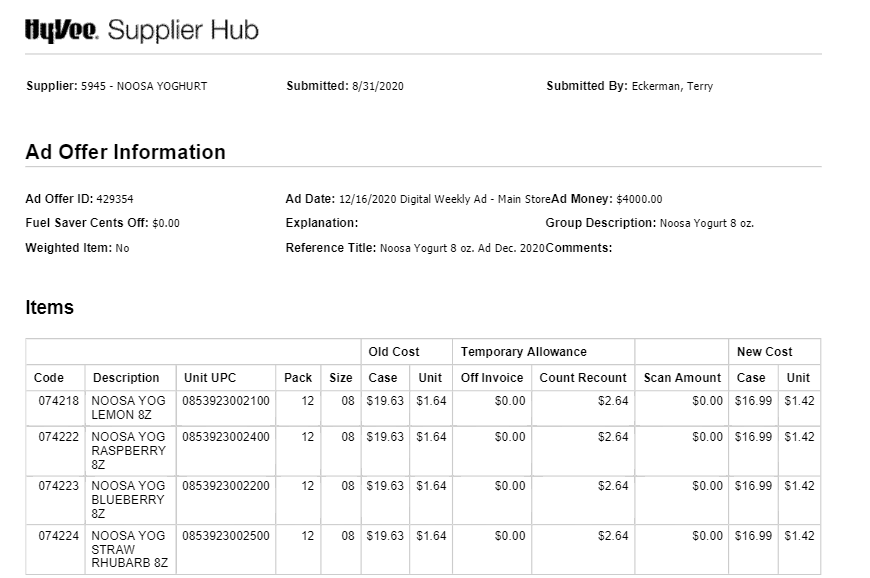 HyVee. Supplier Hub
Supplier: 5945 - NOOSA YOGHURT Submitted: 8/31/2020 Submitted By: Eckerman, Terry
Ad Offer Information
Ad Offer ID: 429354 Ad Date: 12/16/2020 Digital Weekly Ad - Main StoreAd Money: $4000.00
Fuel Saver Cents Off: $0.00 Explanation: Group Description: Noosa Yogurt 8 oz.
Weighted Item: No Reference Title: Noosa Yogurt 8 oz. Ad Dec. 2020Comments:
Items
Old Cost Temporary Allowance New Cost
Code Description Unit UPC Pack Size Case Unit Off Invoice Count Recount Scan Amount Case Unit
074218 NOOSA YOG 0853923002100 12 08 $19.63 $1.64 $0.00 $2.64 $0.00 $16.99 $1.42
LEMON 8Z
074222 NOOSA YOG 0853923002400 12 08 $19.63 $1.64 $0.00 $2.64 $0.00 $16.99 $1.42
RASPBERRY
8Z
074223 NOOSA YOG 0853923002200 12 08 $19.63 $1.64 $0.00 $2.64 $0.00 $16.99 $1.42
BLUEBERRY
8Z
074224 NOOSA YOG 0853923002500 12 08 $19.63 $1.64 $0.00 $2.64 $0.00 $16.99 $1.42
STRAW
RHUBARB 8Z